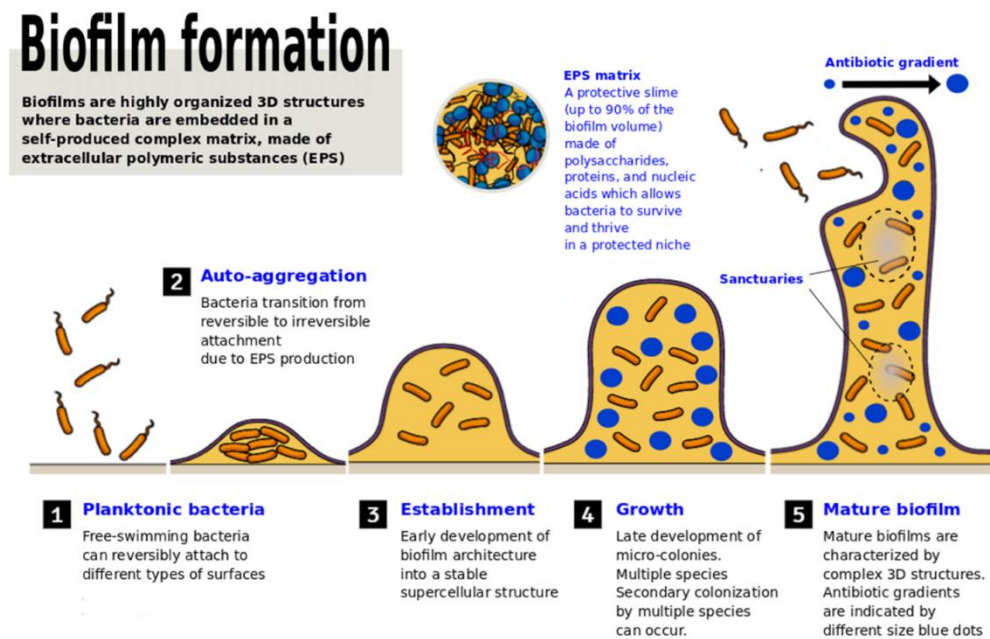 Biofilm formation
Biofilms are highly organized 3D structures
where bacteria are embedded in a
self-produced complex matrix, made of
extracellular polymeric substances (EPS)
EPS matrix
A protective slime
(up to 90% of the
biofilm volume)
made of
polysaccharides,
proteins, and nucleic
acids which allows
bacteria to survive
and thrive
in a protected niche
Antibiotic gradient
Sanctuaries
2 Auto-aggregation
Bacteria transition from
reversible to irreversible
attachment
due to EPS production
1 Planktonic bacteria
Free-swimming bacteria
can reversibly attach to
different types of surfaces
3 Establishment
Early development of
biofilm architecture
into a stable
supercellular structure
4 Growth
Late development of
micro-colonies.
Multiple species
Secondary colonization
by multiple species
can occur.
5 Mature biofilm
Mature biofilms are
characterized by
complex 3D structures.
Antibiotic gradients
are indicated by
different size blue dots